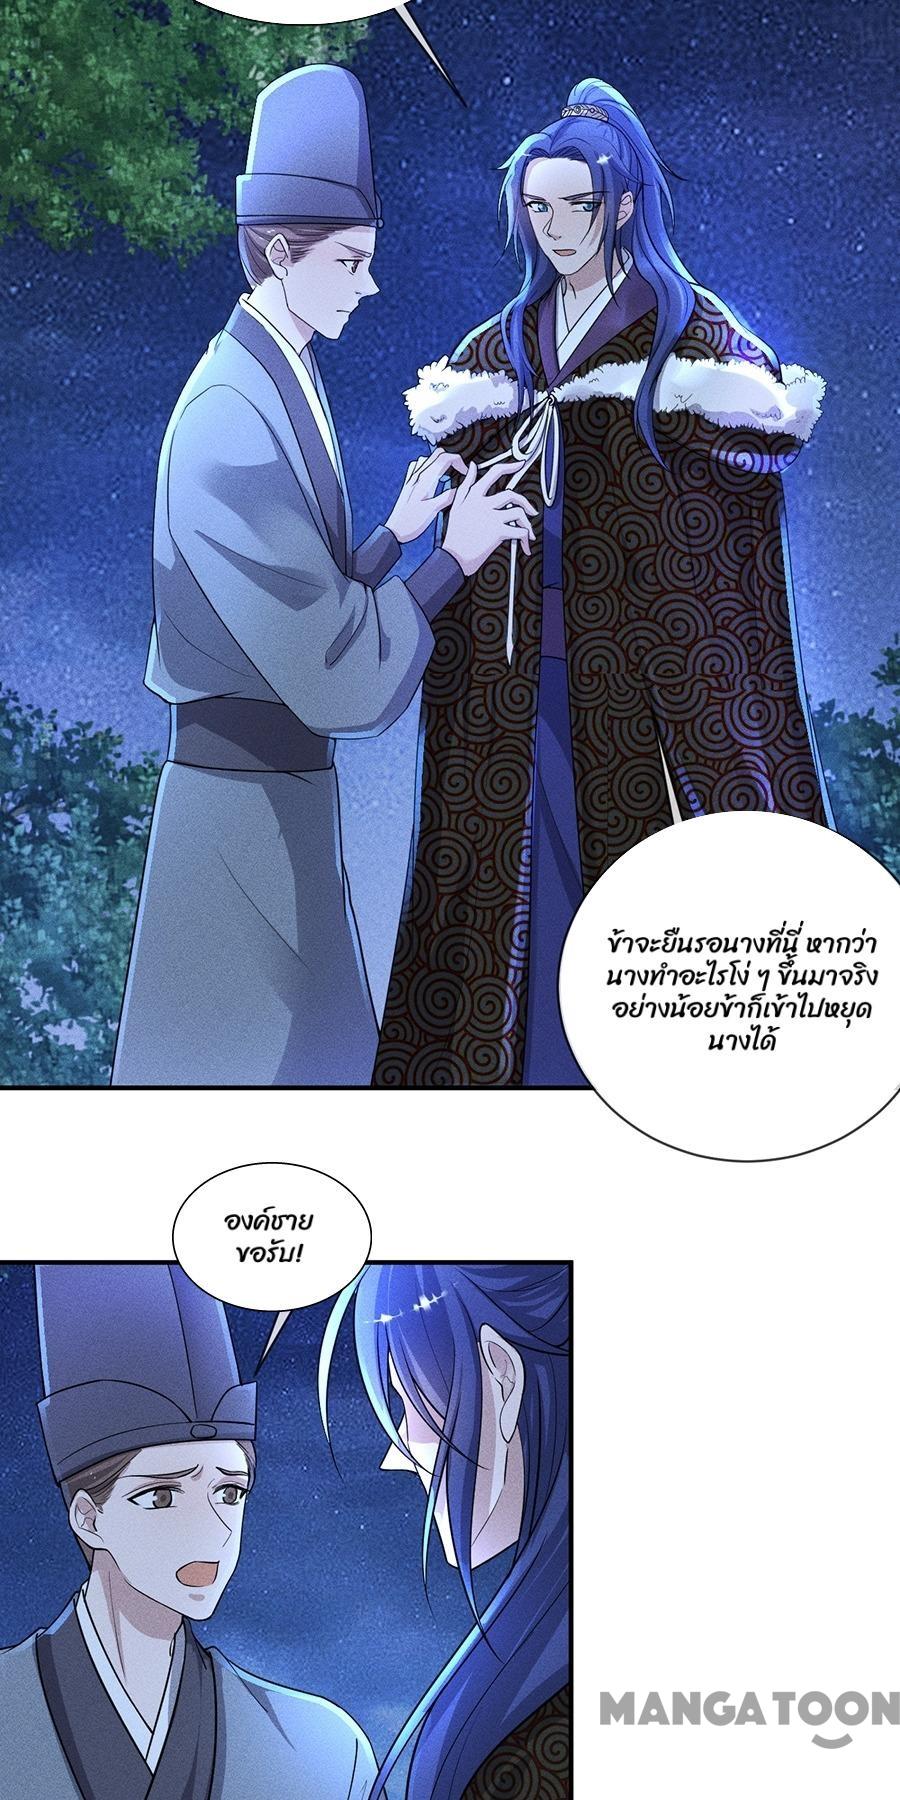 ข้าจะยืนรอนางที่นี่ หากว่า
นางทำอะไรโง่ ๆ ขึ้นมาจริง
อย่างน้อยข้าก็เข้าไปหยุด
นางได้
องค์ชาย
ขอรับ!
MANGATOON